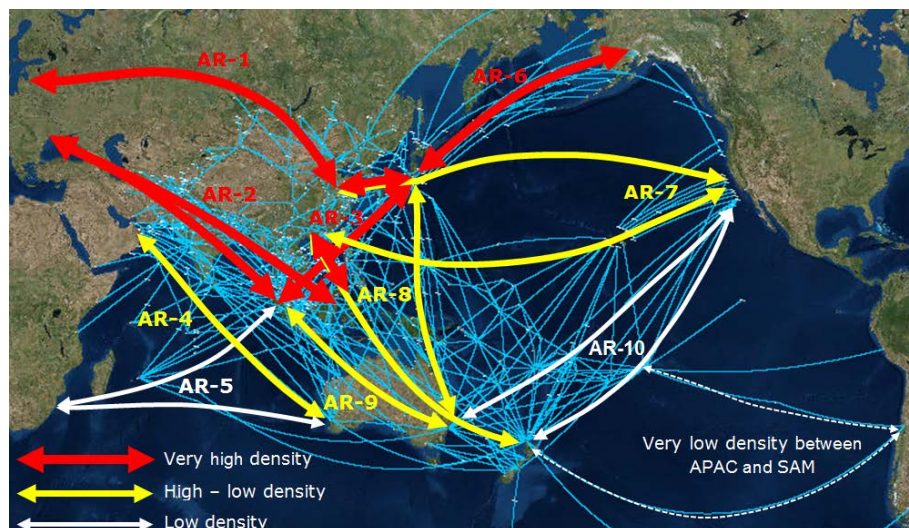 AR-1
AR-6
AR-2
AR-7
AR-3
AR-8
AR-4
AR-10
AR-5
AR-9
Very low density between
APAC and SAM
Very high density
High – low density
Low density